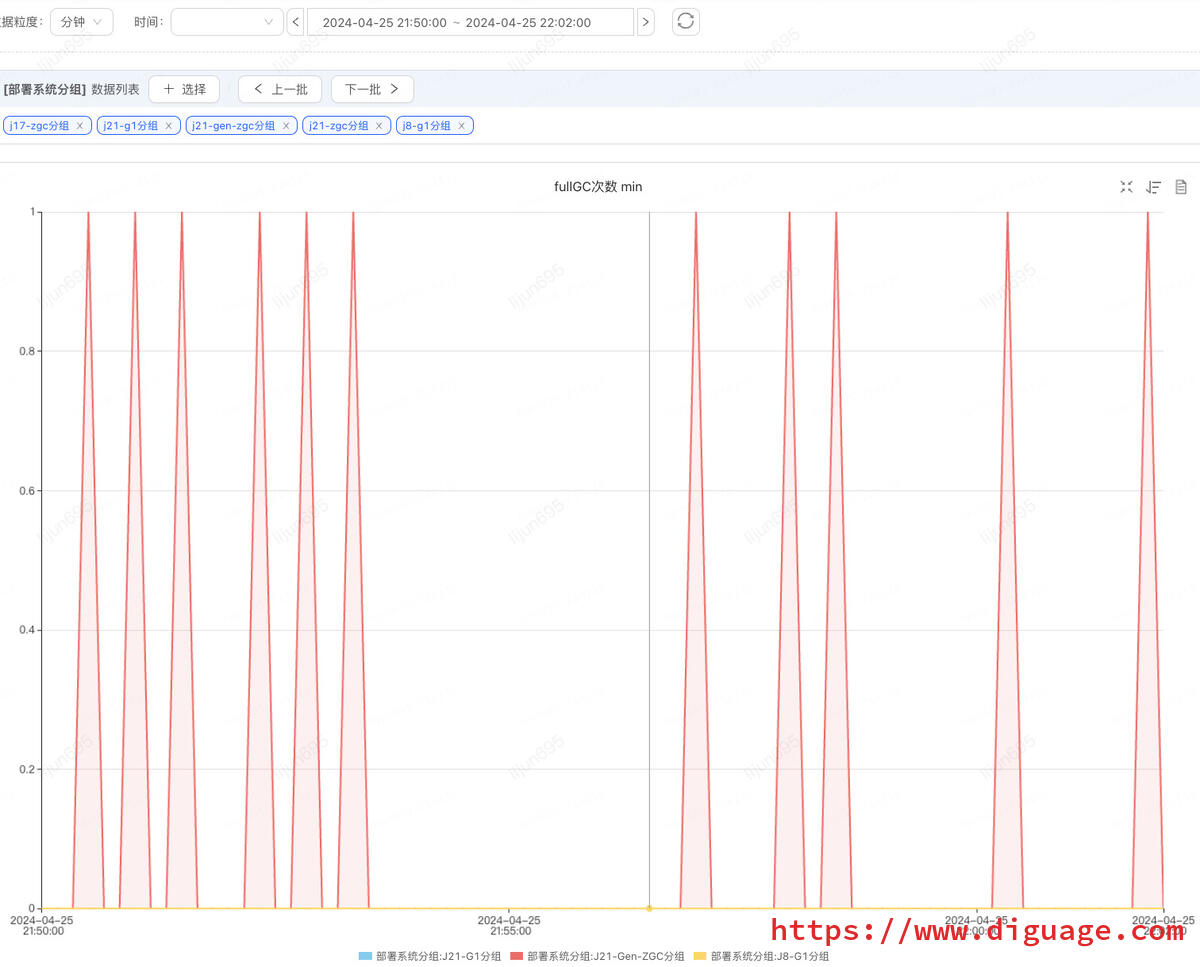 据粒度: 分钟 时间: 2024-04-25 21:50:00 ~ 2024-04-25 22:02:00
[部署系统分组] 数据列表 + 选择 < 上一批 下一批 >
j17-zgc分组 × j21-g1分组 × j21-gen-zgc分组 × j21-zgc分组 × j8-g1分组 ×
fullGC次数 min
1
0.8
0.6
0.4
0.2
0
2024-04-25 2024-04-25 2024-04-25 2024-04-25
21:50:00 21:55:00
https://www.diguage.com
部署系统分组:J21-G1分组 部署系统分组:J21-Gen-ZGC分组 部署系统分组:J8-G1分组
lijun695